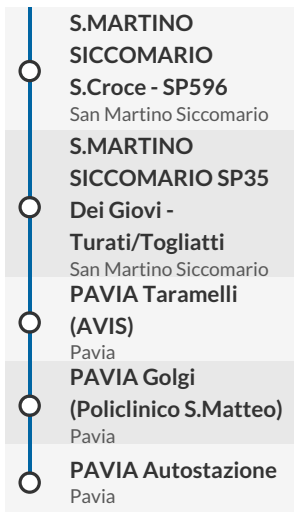 S.MARTINO
SICCOMARIO
S.Croce - SP596
San Martino Siccomario
S.MARTINO
SICCOMARIO SP35
Dei Giovi -
Turati/Togliatti
San Martino Siccomario
PAVIA Taramelli
(AVIS)
Pavia
PAVIA Golgi
(Policlinico S.Matteo)
Pavia
PAVIA Autostazione
Pavia